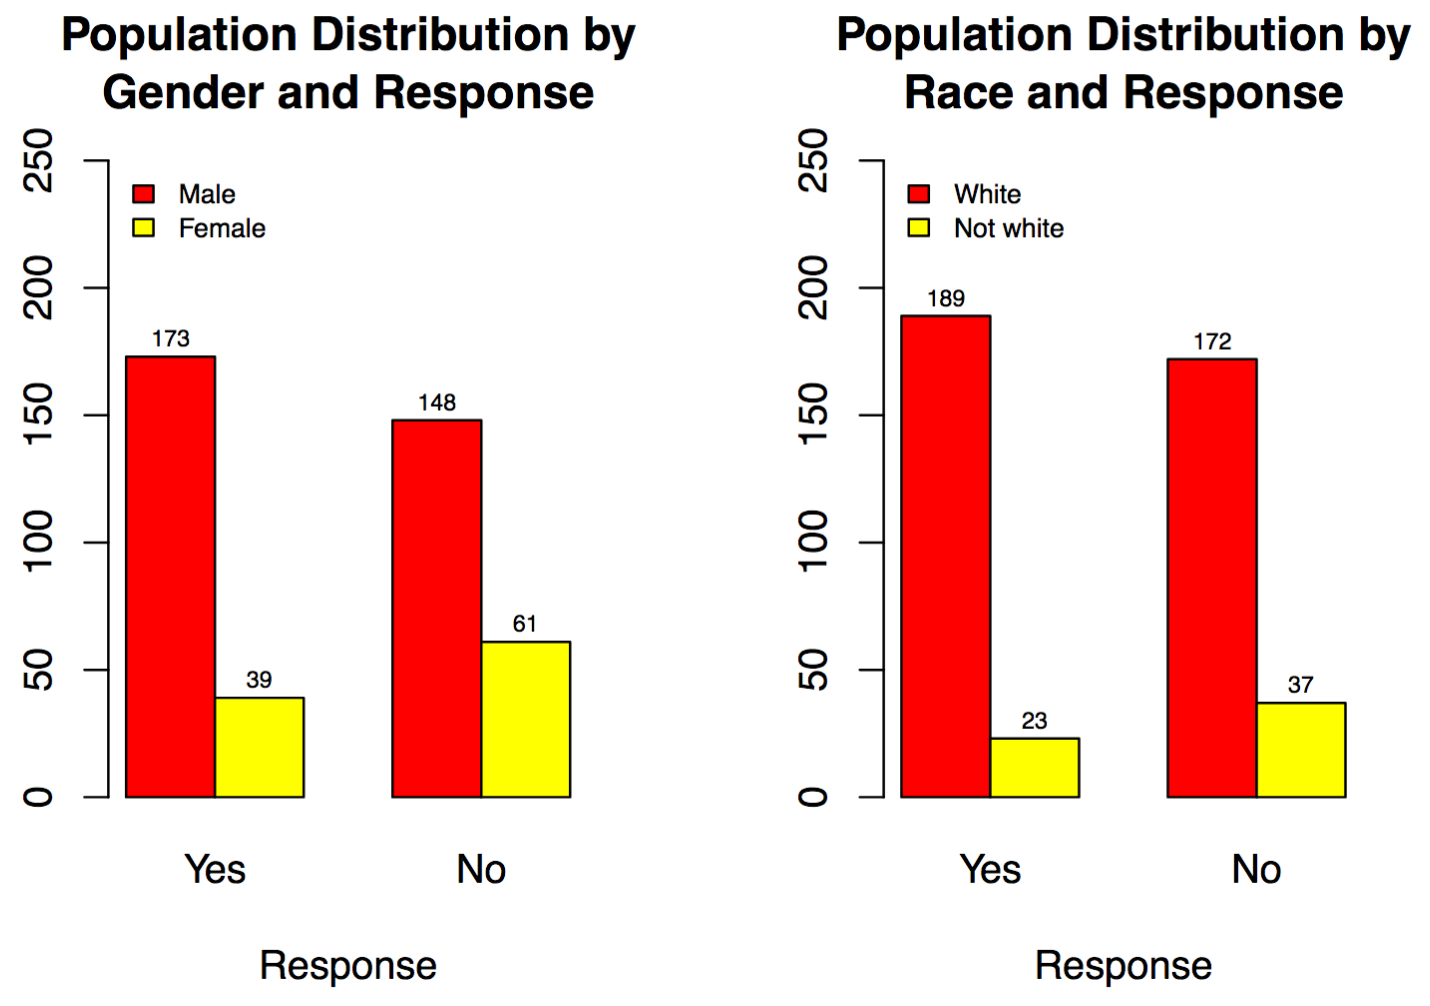 Population Distribution by
Gender and Response
250
200
150
100
50
0
Male
Female
173
39
148
61
Yes
No
Response
Population Distribution by
Race and Response
250
200
150
100
50
0
White
Not white
189
23
172
37
Yes
No
Response